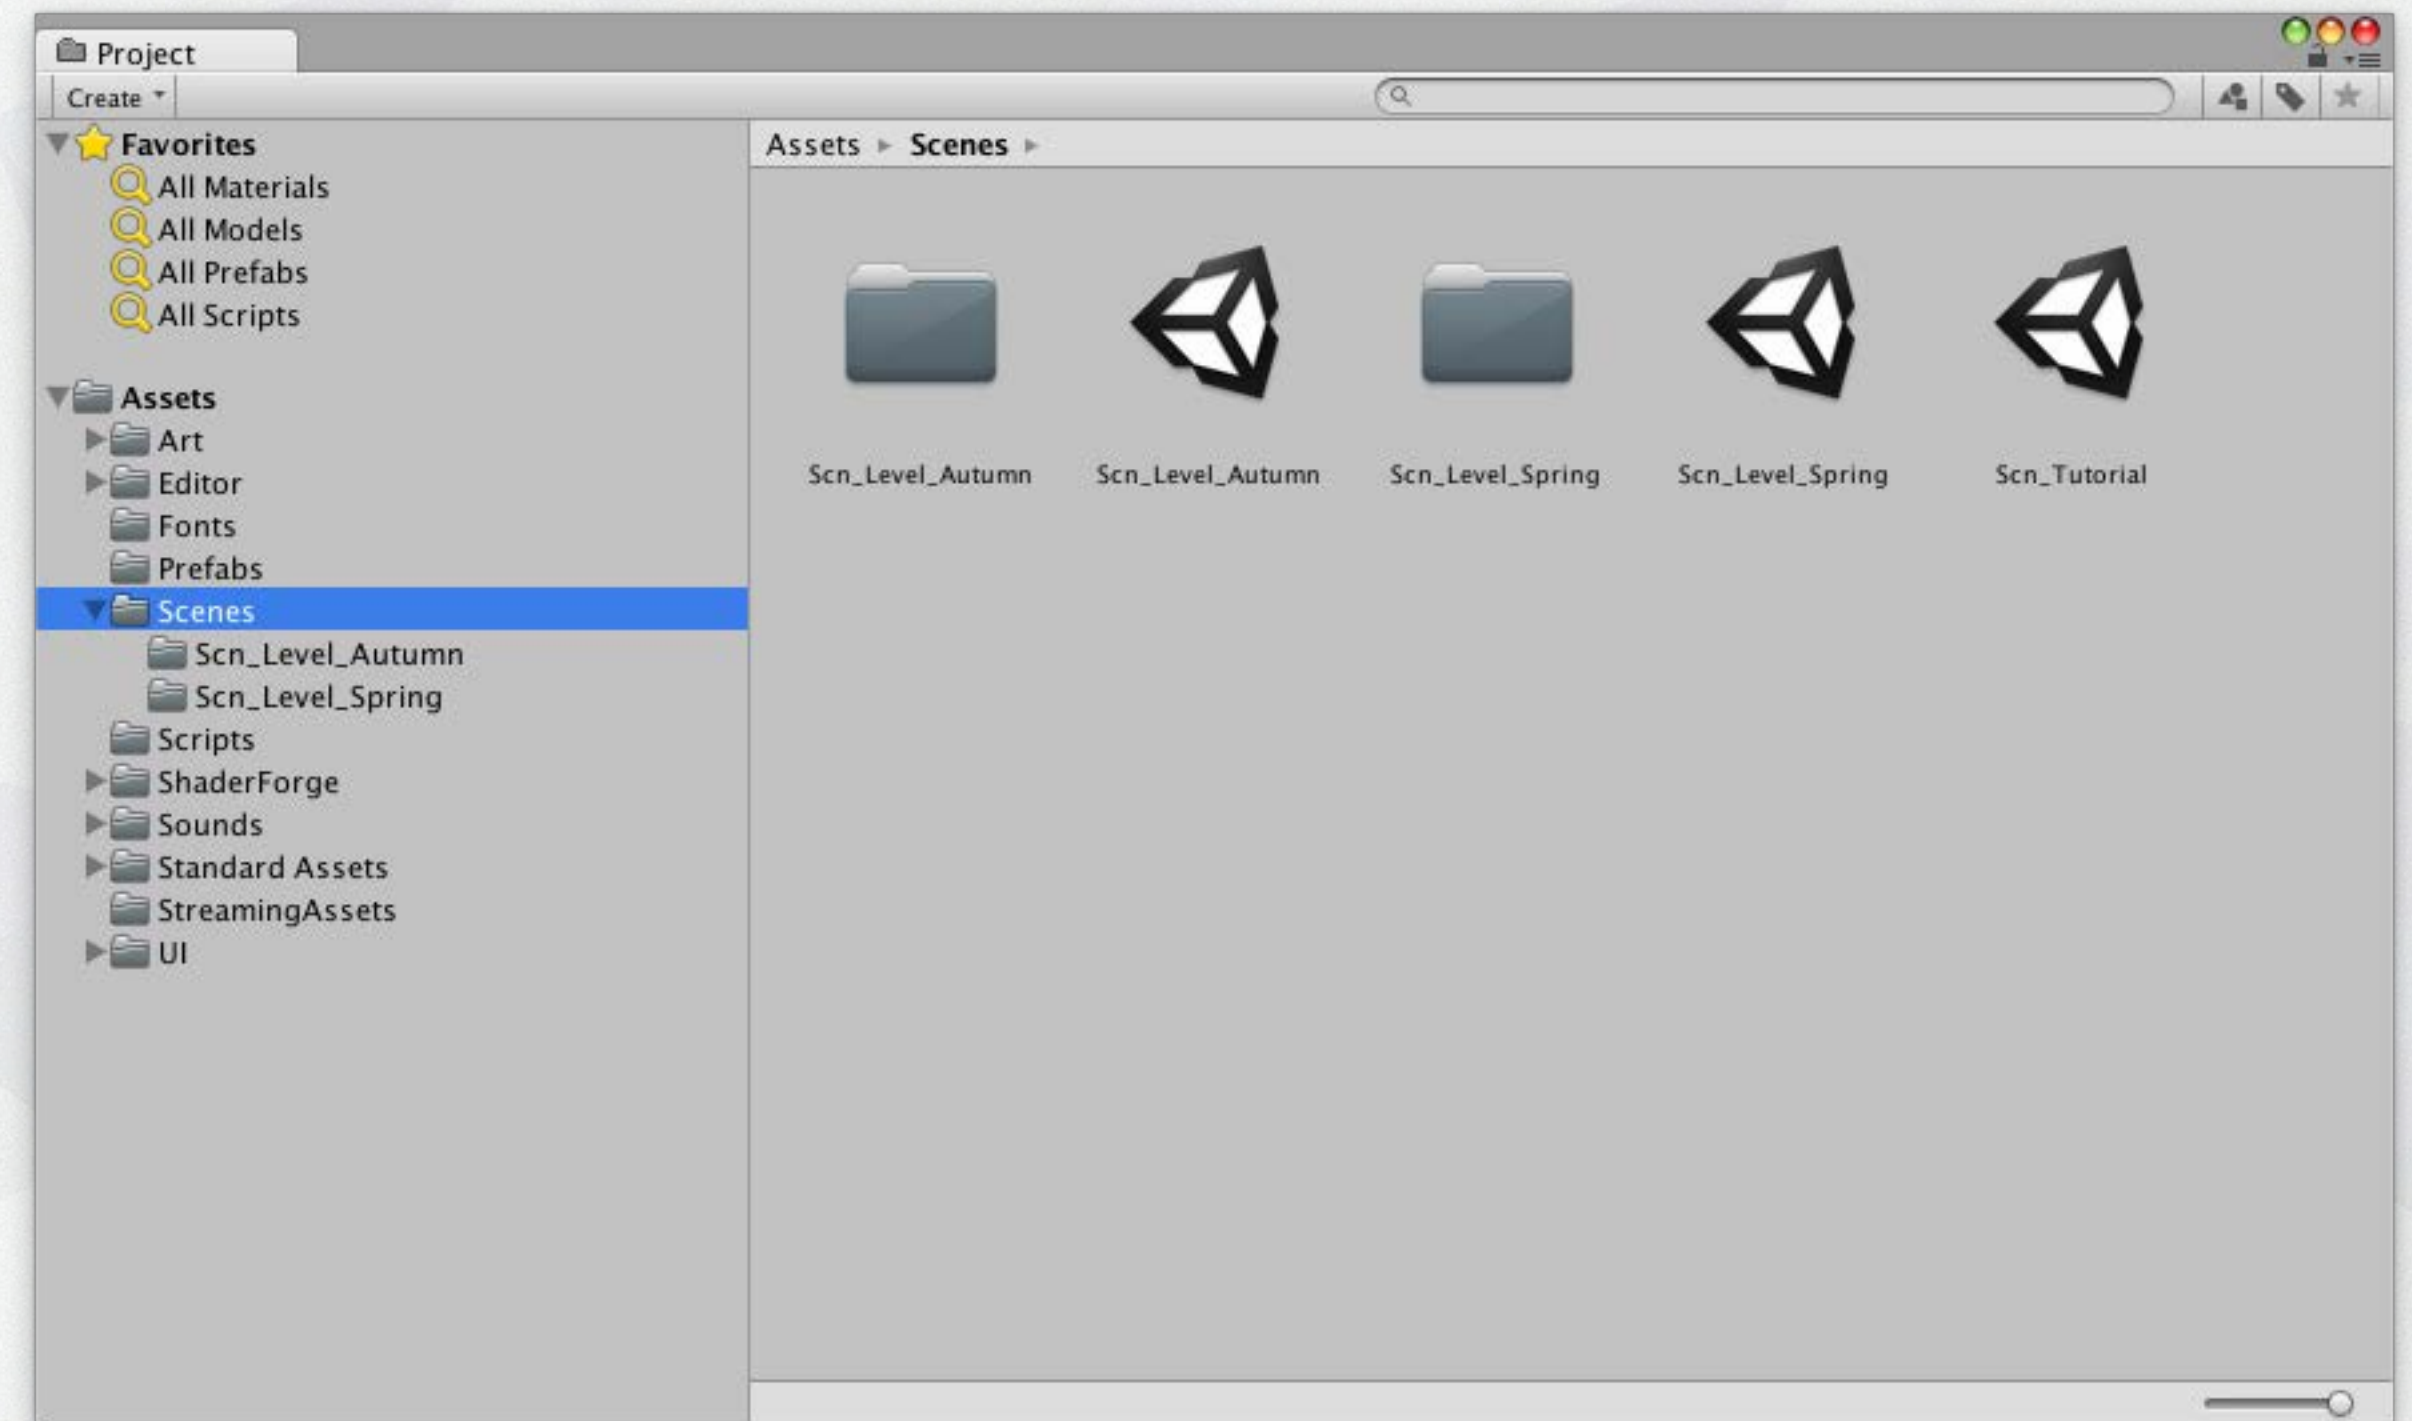 Project
Create
Favorites
All Materials
All Models
All Prefabs
All Scripts
Assets
Art
Editor
Fonts
Prefabs
Scenes
Scn_Level_Autumn
Scn_Level_Spring
Scripts
ShaderForge
Sounds
Standard Assets
StreamingAssets
UI
Assets Scenes
Scn_Level_Autumn Scn_Level_Autumn Scn_Level_Spring Scn_Level_Spring Scn_Tutorial